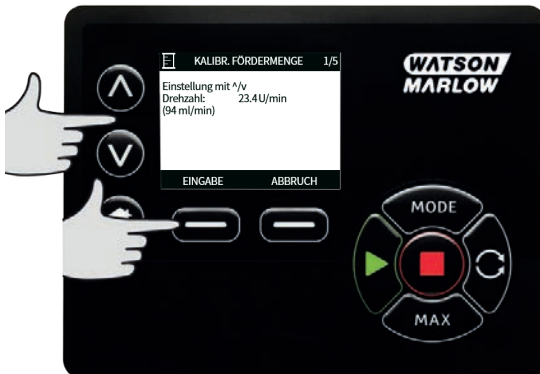 KALIBR. FÖRDERMENGE 1/5
Einstellung mit ^/v
Drehzahl: 23.4 U/min
(94 ml/min)
EINGABE ABBRUCH
WATSON
MARLOW
MODE
MAX